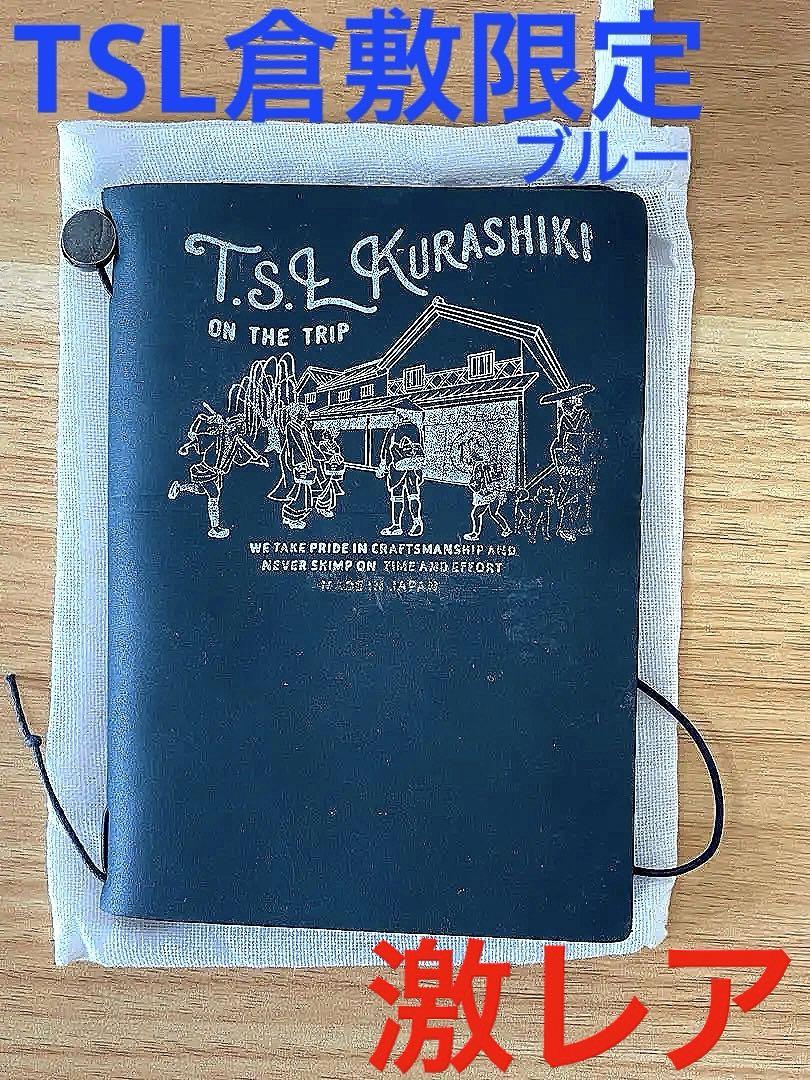 TSL倉敷限定
ブルー
T.S.L KURASHIKI
ON THE TRIP
WE TAKE PRIDE IN CRAFTSMANSHIP AND
NEVER SKIMP ON TIME AND EFFORT
MADE IN JAPAN
激レア